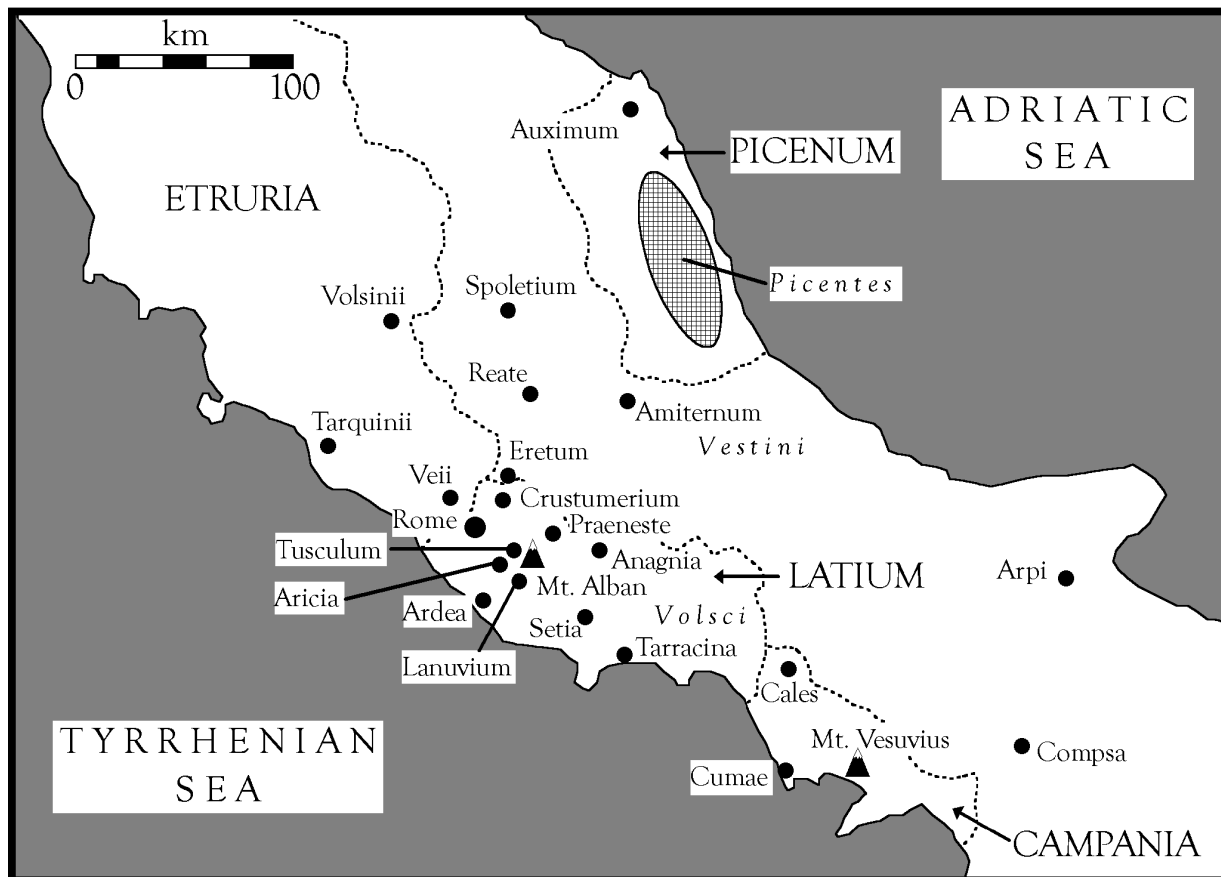 km
0 100
ADRIATIC
SEA
Auximum
PICENUM
ETRURIA
Picentes
Volsinii
Spoletium
Reate
Amiternum
Tarquinii
Vestini
Eretum
Veii
Crustumerium
Rome
Praeneste
Tusculum
Anagnia
LATIUM
Arpi
Aricia
Mt. Alban
Ardea
Volsci
Setia
Tarracina
Lanuvium
Cales
TYRRHENIAN
SEA
Mt. Vesuvius
Compsa
Cumae
CAMPANIA